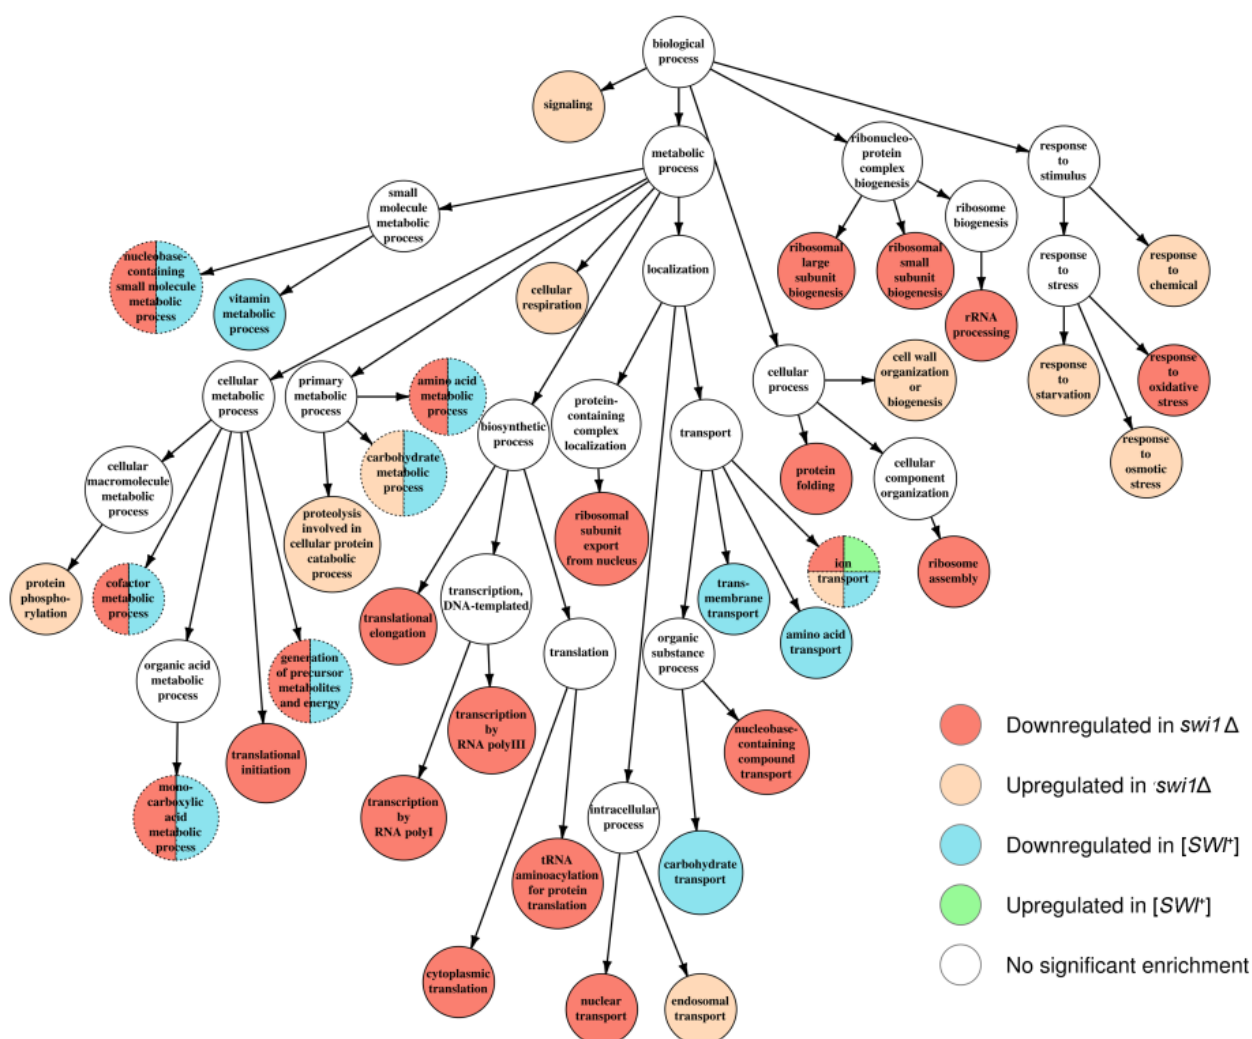 biological
process
signaling
metabolic
process
ribonucleo-
protein
complex
biogenesis
response
to
stimulus
small
molecule
metabolic
process
ribosome
biogenesis
nucleobase-
containing
small molecule
metabolic
process
vitamin
metabolic
process
cellular
respiration
localization
ribosomal
large
subunit
biogenesis
ribosomal
small
subunit
biogenesis
rRNA
processing
response
to
stress
response
to
chemical
cellular
metabolic
process
primary
metabolic
process
amino acid
metabolic
process
biosynthetic
process
protein-
containing
complex
localization
transport
cellular
process
cell wall
organization
or
biogenesis
response
to
starvation
response
to
oxidative
stress
cellular
macromolecule
metabolic
process
carbohydrate
metabolic
process
protein
folding
cellular
component
organization
response
to
osmotic
stress
proteolysis
involved in
cellular protein
catabolic
process
ribosomal
subunit
export
from nucleus
protein
phospho-
rylation
cofactor
metabolic
process
transcription,
DNA-templated
trans-
membrane
transport
ion
transport
ribosome
assembly
translational
elongation
organic acid
metabolic
process
generation
of precursor
metabolites
and energy
translation
organic
substance
process
amino acid
transport
translational
initiation
transcription
by
RNA polyIII
nucleobase-
containing
compound
transport
mono-
carboxylic
acid
metabolic
process
transcription
by
RNA polyI
intracellular
process
tRNA
aminoacylation
for protein
translation
carbohydrate
transport
cytoplasmic
translation
nuclear
transport
endosomal
transport
Downregulated in swi1Δ
Upregulated in swi1Δ
Downregulated in [SWI⁺]
Upregulated in [SWI⁺]
No significant enrichment